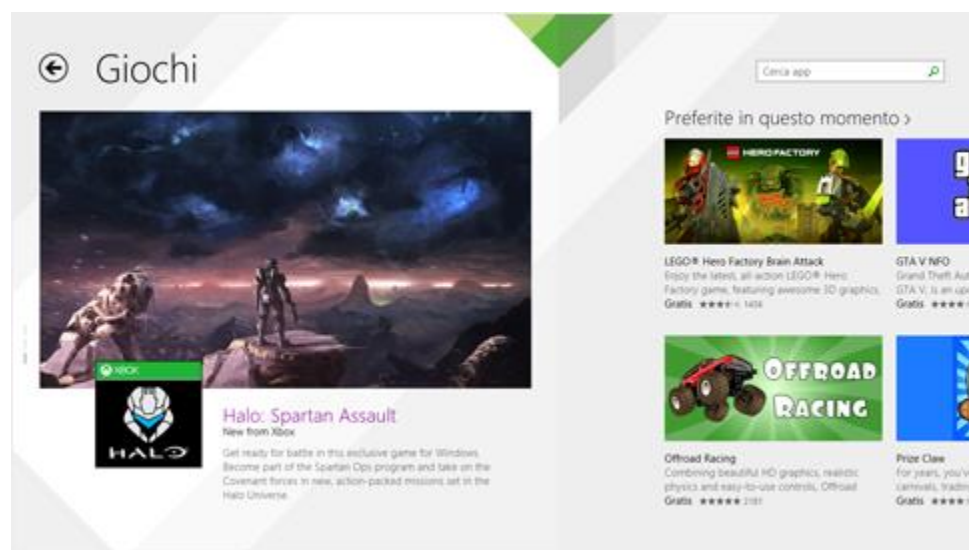 Giochi
Cerca app
Preferite in questo momento >
HERO FACTORY
LEGO® Hero Factory Brain Attack
Enjoy the latest, all-action LEGO® Hero
Factory game, featuring awesome 3D graphics,
Gratis
GTA V NFO
Grand Theft Aut
GTA V, is an up
Gratis
XBOX
HALO
Halo: Spartan Assault
New from Xbox
Get ready for battle in this exclusive game for Windows.
Become part of the Spartan Ops program and take on the
Covenant forces in new, action-packed missions set in the
Halo Universe.
OFFROAD
RACING
Offroad Racing
Combining beautiful HD graphics, realistic
physics and easy-to-use controls, Offroad
Gratis
Prize Claw
For years, you'v
carnivals, trading
Gratis